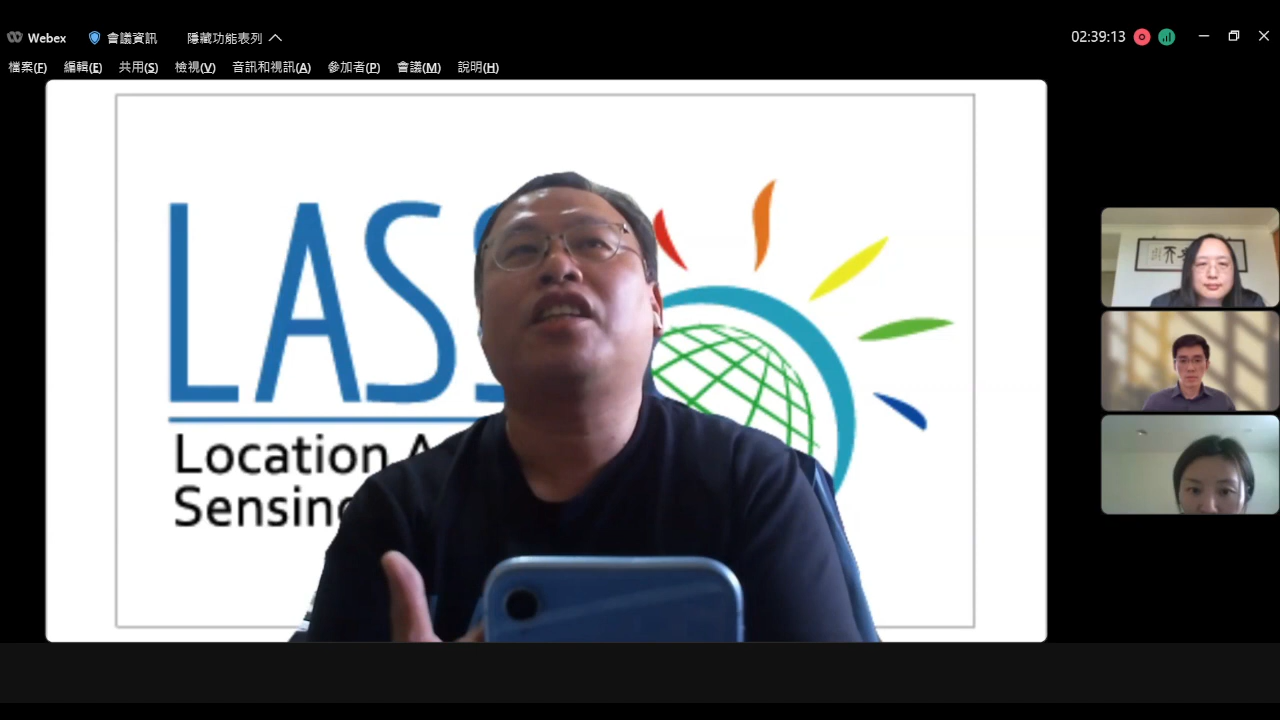 Webex 會議資訊 隱藏功能表列 02:39:13
檔案(F) 編輯(E) 共用(S) 檢視(V) 音訊和視訊(A) 參加者(P) 會議(M) 說明(H)
LASS
Location A
Sensing